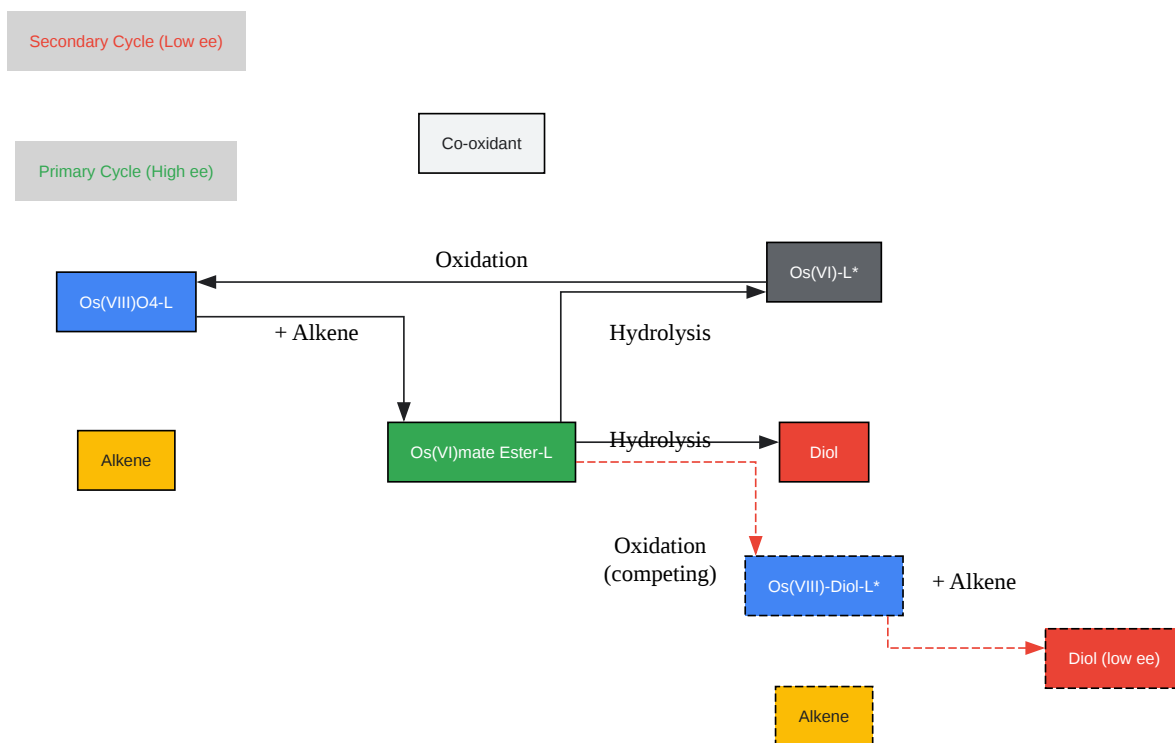 Secondary Cycle (Low ee)
Co-oxidant
Primary Cycle (High ee)
Oxidation
Os(VI)-L*
Os(VIII)O4-L
+ Alkene
Hydrolysis
Alkene
Os(VI)mate Ester-L
Hydrolysis
Diol
Oxidation
(competing)
Os(VIII)-Diol-L*
+ Alkene
Diol (low ee)
Alkene